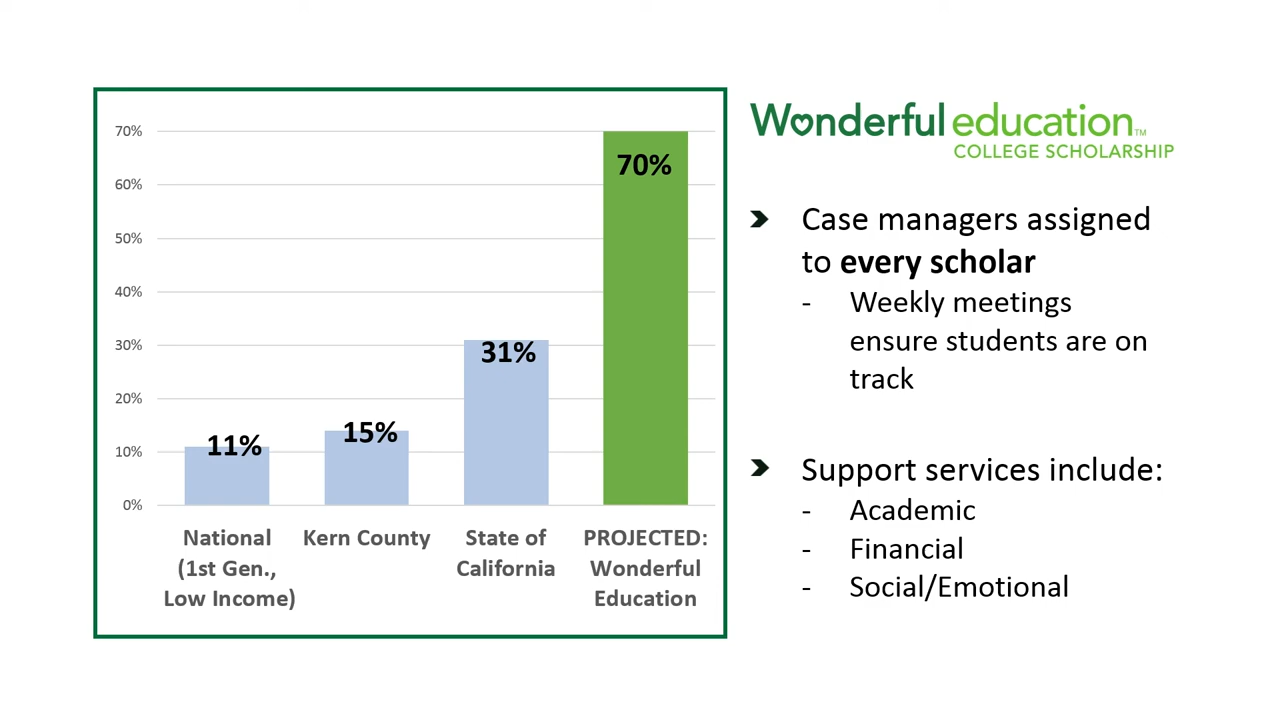 70%
60%
50%
40%
30%
20%
10%
0%
11%
15%
31%
70%
National
(1st Gen.,
Low Income)
Kern County
State of
California
PROJECTED:
Wonderful
Education
Wonderful education™
COLLEGE SCHOLARSHIP
Case managers assigned
to every scholar
- Weekly meetings
ensure students are on
track
Support services include:
- Academic
- Financial
- Social/Emotional